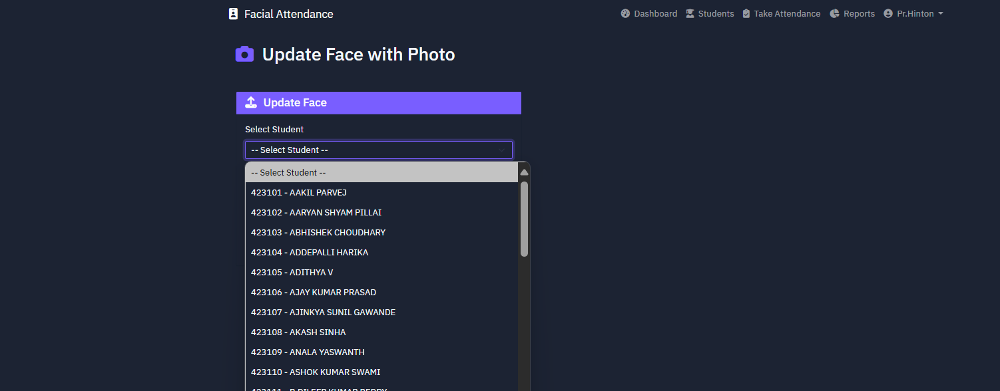 Facial Attendance
Dashboard Students Take Attendance Reports Pr.Hinton
Update Face with Photo
Update Face
Select Student
-- Select Student --
-- Select Student --
423101 - AAKIL PARVEJ
423102 - AARYAN SHYAM PILLAI
423103 - ABHISHEK CHOUDHARY
423104 - ADDEPALLI HARIKA
423105 - ADITHYA V
423106 - AJAY KUMAR PRASAD
423107 - AJINKYA SUNIL GAWANDE
423108 - AKASH SINHA
423109 - ANALA YASWANTH
423110 - ASHOK KUMAR SWAMI